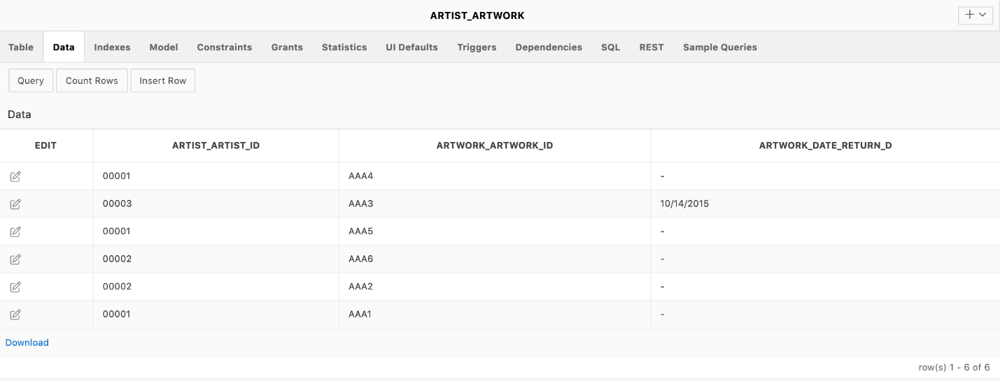 ARTIST_ARTWORK
Table Data Indexes Model Constraints Grants Statistics UI Defaults Triggers Dependencies SQL REST Sample Queries
Query Count Rows Insert Row
Data
EDIT ARTIST_ARTIST_ID ARTWORK_ARTWORK_ID ARTWORK_DATE_RETURN_D
00001 AAA4 -
00003 AAA3 10/14/2015
00001 AAA5 -
00002 AAA6 -
00002 AAA2 -
00001 AAA1 -
Download
row(s) 1 - 6 of 6